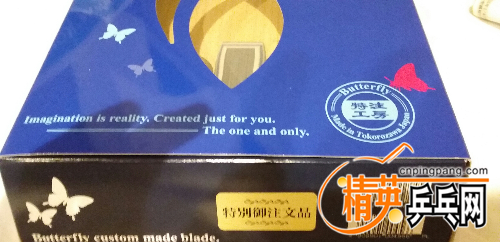 Butterfly
特注
工房
Made in Tokorozawa Japan
Imagination is reality. Created just for you.
The one and only.
cnpingpang.com
精英乒乓网
特別御注文品
Butterfly custom made blade.